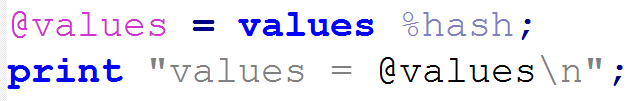 @values = values %hash;
print "values = @values\n";